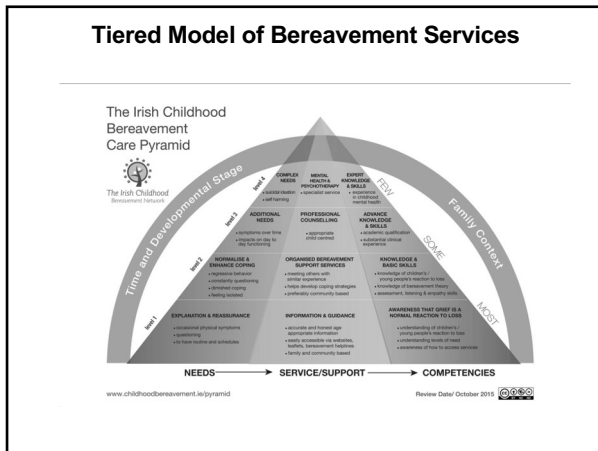 Tiered Model of Bereavement Services
The Irish Childhood
Bereavement
Care Pyramid
The Irish Childhood
Bereavement Network
Time and Developmental Stage
Family Context
level 4
COMPLEX
NEEDS
• suicidal ideation
• self harming
MENTAL
HEALTH &
PSYCHOTHERAPY
• specialist service
EXPERT
KNOWLEDGE
& SKILLS
• experience
in childhood
mental health
FEW
level 3
ADDITIONAL
NEEDS
• symptoms over time
• impacts on day to
day functioning
PROFESSIONAL
COUNSELLING
• appropriate
child centred
ADVANCE
KNOWLEDGE
& SKILLS
• academic qualification
• substantial clinical
experience
SOME
level 2
NORMALISE &
ENHANCE COPING
• regressive behavior
• constantly questioning
• demotived coping
• feeling isolated
ORGANISED BEREAVEMENT
SUPPORT SERVICES
• meeting others with
similar experience
• helps develop coping strategies
• preferably community based
KNOWLEDGE &
BASIC SKILLS
• knowledge of children's /
young people's reaction to loss
• knowledge of bereavement theory
• assessment, listening & empathy skills
MOST
level 1
EXPLANATION & REASSURANCE
• occasional physical symptoms
• questioning
• to have routine and schedules
INFORMATION & GUIDANCE
• accurate and honest age
appropriate information
• easily accessible via websites,
leaflets, bereavement helplines
• family and community based
AWARENESS THAT GRIEF IS A
NORMAL REACTION TO LOSS
• understanding of children's /
young people's reaction to loss
• understanding levels of need
• awareness of how to access services
NEEDS → SERVICE/SUPPORT → COMPETENCIES
www.childhoodbereavement.ie/pyramid
Review Date/ October 2015